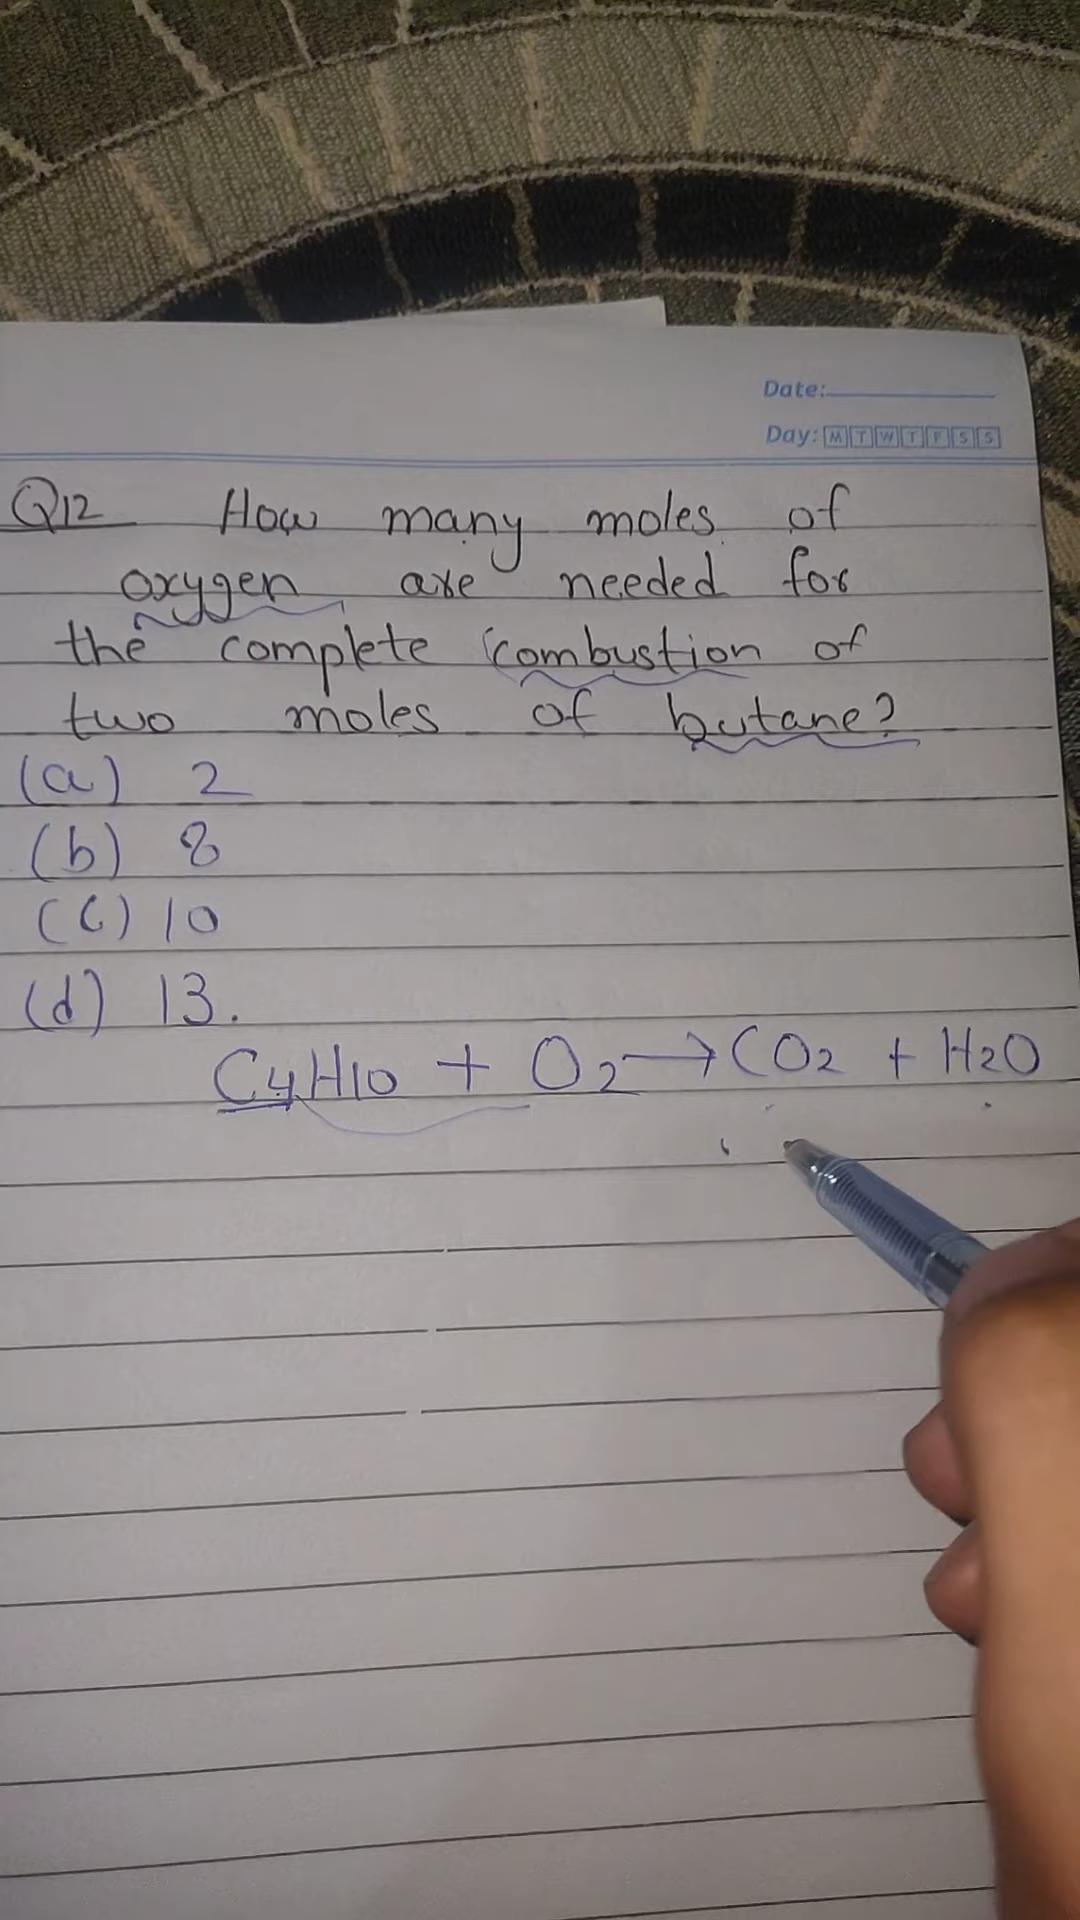 Date:
Day: M T W T F S S
Q12 How many moles of
oxygen are needed for
the complete combustion of
two moles of butane?
(a) 2
(b) 8
(c) 10
(d) 13.
C4H10 + O2 → CO2 + H2O